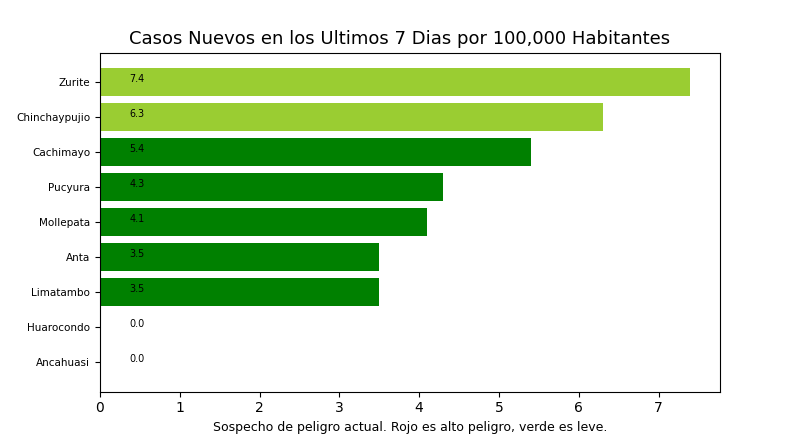 Casos Nuevos en los Ultimos 7 Dias por 100,000 Habitantes
Zurite 7.4
Chinchaypujio 6.3
Cachimayo 5.4
Pucyura 4.3
Mollepata 4.1
Anta 3.5
Limatambo 3.5
Huarocondo 0.0
Ancahuasi 0.0
0 1 2 3 4 5 6 7
Sospecho de peligro actual. Rojo es alto peligro, verde es leve.